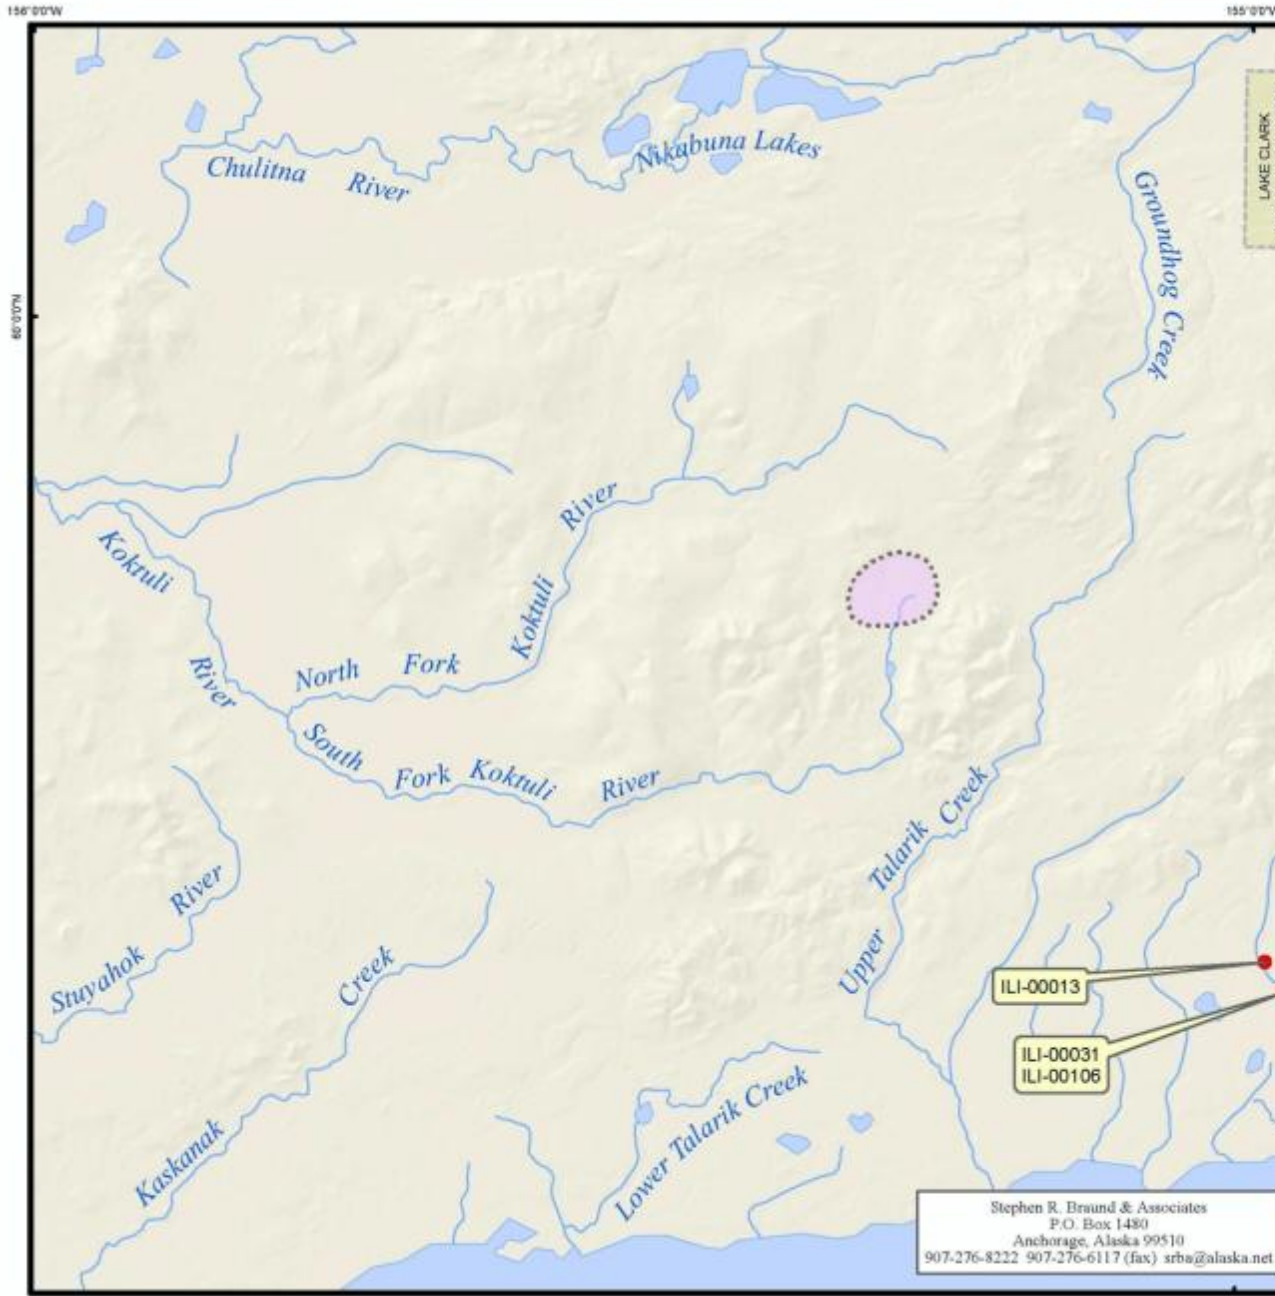 156°0'0"W
155°0'0"W
60°0'0"N
LAKE CLARK
Chulitna River
Nikabuna Lakes
Groundhog Creek
Koktuli River
North Fork Koktuli River
South Fork Koktuli River
Upper Talarik Creek
Stuyahok River
Kaskanak Creek
Lower Talarik Creek
ILI-00013
ILI-00031
ILI-00106
Stephen R. Braund & Associates
P.O. Box 1480
Anchorage, Alaska 99510
907-276-8222 907-276-6117 (fax) srba@alaska.net